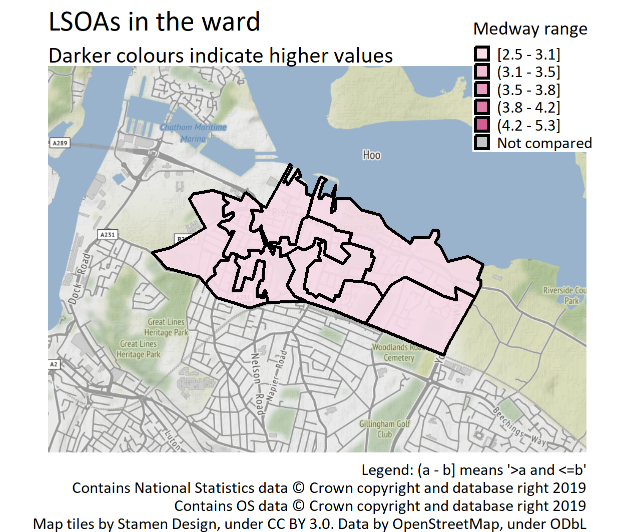 LSOAs in the ward
Darker colours indicate higher values
Medway range
[2.5 - 3.1]
(3.1 - 3.5]
(3.5 - 3.8]
(3.8 - 4.2]
(4.2 - 5.3]
Not compared
Chatham Maritime
Marina
A289
Hoo
A231
Dock Road
Riverside Cou
Park
Great Lines
Heritage Park
Great Lines
Heritage Park
Woodlands Ro
Cemetery
A2
Nelson Road
Napier Road
Gillingham Golf
Club
Beechings Way
Legend: (a - b] means '>a and <=b'
Contains National Statistics data © Crown copyright and database right 2019
Contains OS data © Crown copyright and database right 2019
Map tiles by Stamen Design, under CC BY 3.0. Data by OpenStreetMap, under ODbL